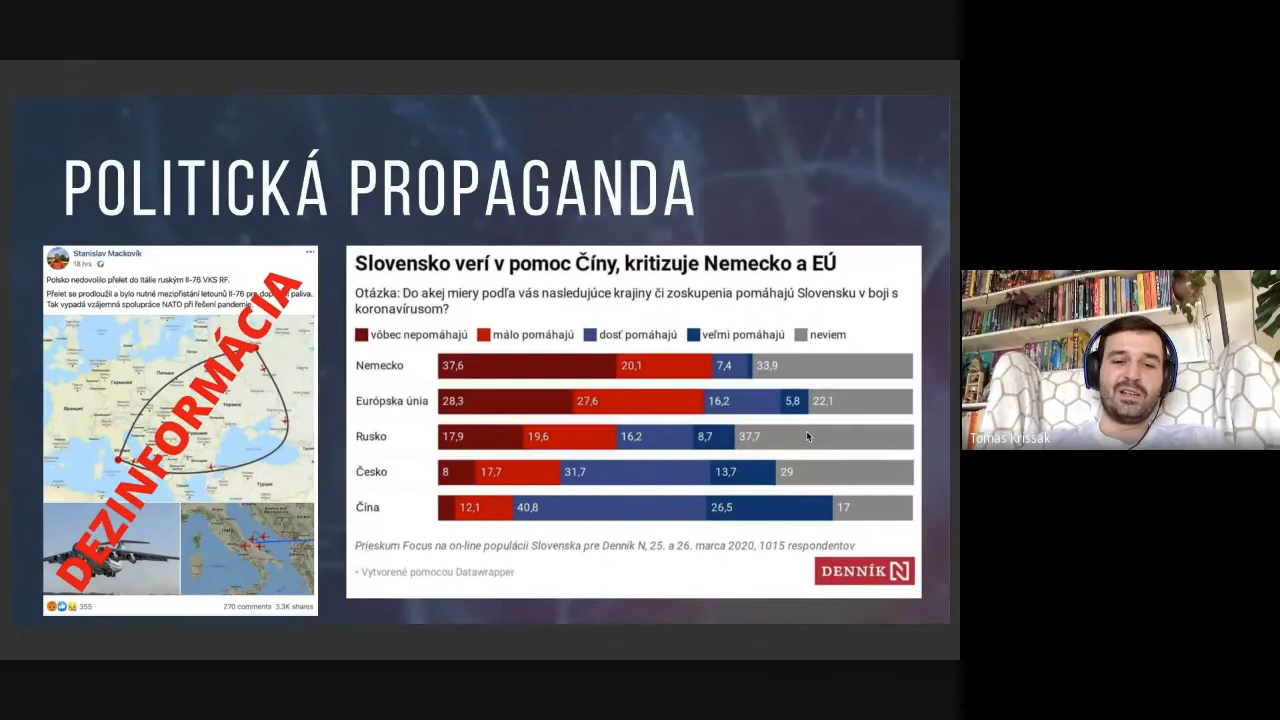 POLITICKÁ PROPAGANDA
Stanislav Mackovík
18 hrs
Polsko nedovolilo přelet do Itálie ruským Il-76 VKS RF.
Přelet se prodloužil a bylo nutné mezipřistání letounů Il-76 pro paliva.
Tak vypadá vzájemná spolupráce NATO při řešení pandemie.
DEZINFORMÁCIA
355
270 comments 3.3K shares
Slovensko verí v pomoc Číny, kritizuje Nemecko a EÚ
Otázka: Do akej miery podľa vás nasledujúce krajiny či zoskupenia pomáhajú Slovensku v boji s
koronavírusom?
vôbec nepomáhajú málo pomáhajú dosť pomáhajú veľmi pomáhajú neviem
Nemecko 37,6 20,1 7,4 33,9
Európska únia 28,3 27,6 16,2 5,8 22,1
Rusko 17,9 19,6 16,2 8,7 37,7
Česko 8 17,7 31,7 13,7 29
Čína 12,1 40,8 26,5 17
Prieskum Focus na on-line populácii Slovenska pre Denník N, 25. a 26. marca 2020, 1015 respondentov
• Vytvorené pomocou Datawrapper
DENNÍK N
Tomáš Kriššák